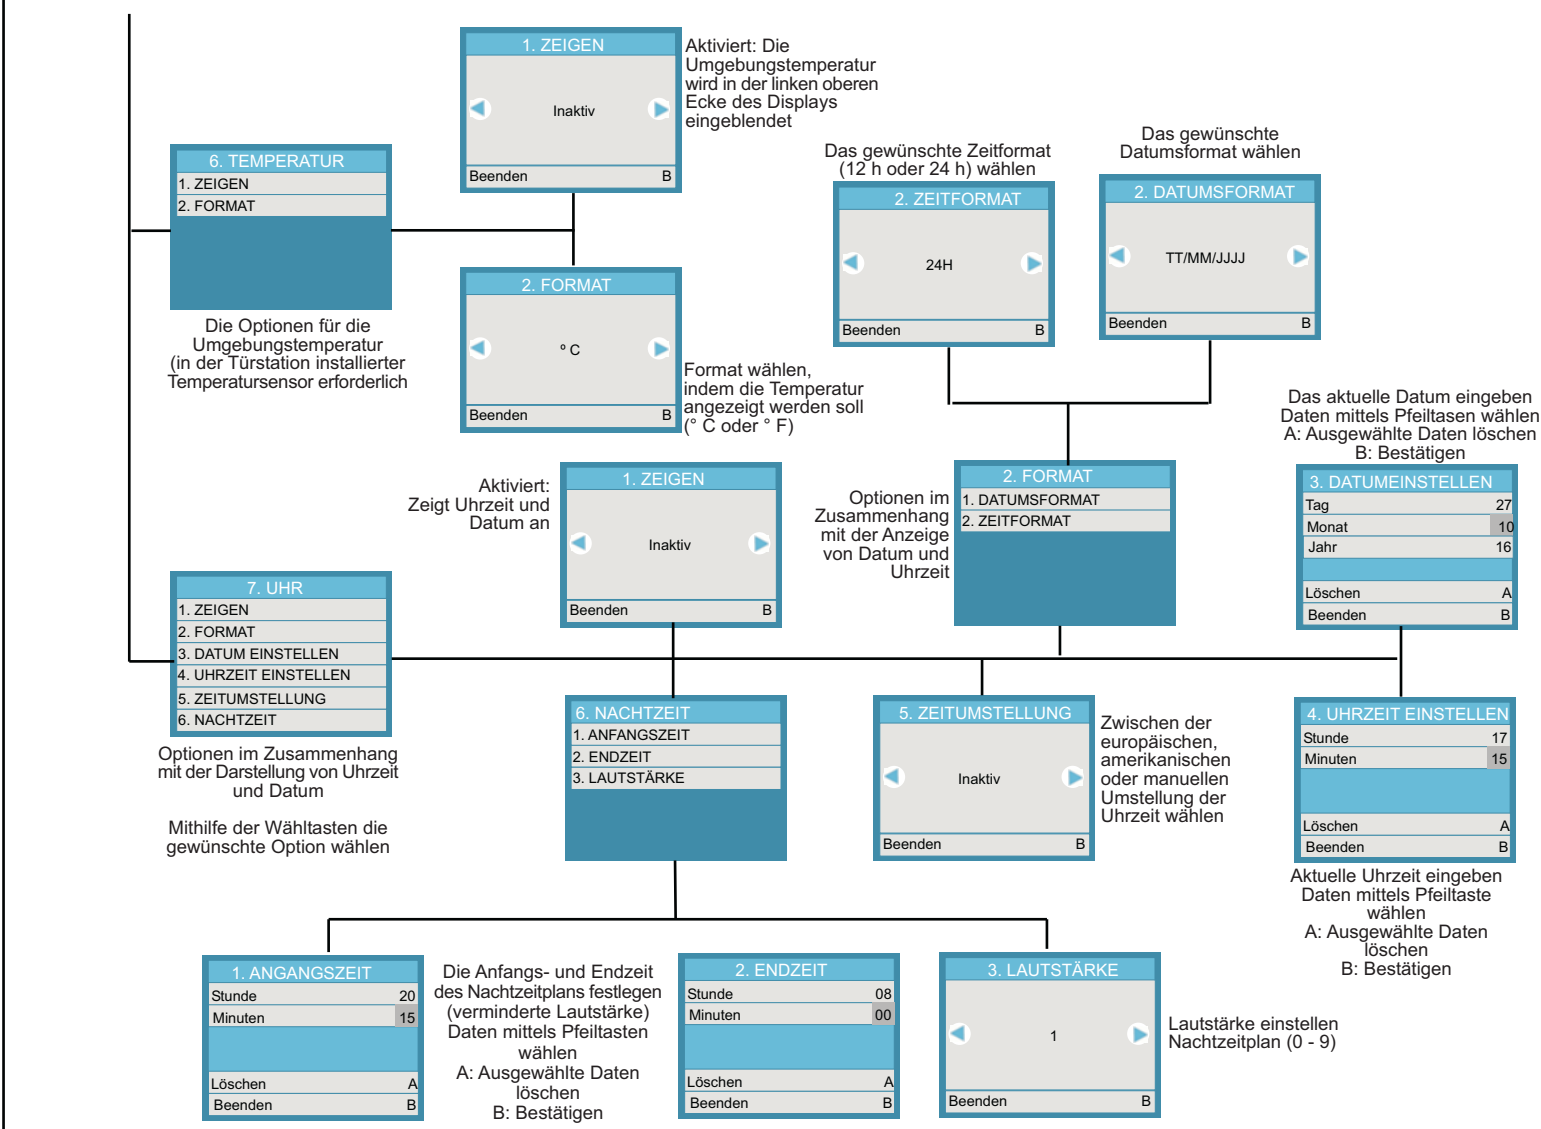 1. ZEIGEN
Inaktiv
Beenden B
Aktiviert: Die
Umgebungstemperatur
wird in der linken oberen
Ecke des Displays
eingeblendet
6. TEMPERATUR
1. ZEIGEN
2. FORMAT
Die Optionen für die
Umgebungstemperatur
(in der Türstation installierter
Temperatursensor erforderlich
2. FORMAT
º C
Beenden B
Format wählen,
indem die Temperatur
angezeigt werden soll
(° C oder ° F)
Das gewünschte Zeitformat
(12 h oder 24 h) wählen
2. ZEITFORMAT
24H
Beenden B
Das gewünschte
Datumsformat wählen
2. DATUMSFORMAT
TT/MM/JJJJ
Beenden B
Aktiviert:
Zeigt Uhrzeit und
Datum an
1. ZEIGEN
Inaktiv
Beenden B
Optionen im
Zusammenhang
mit der Anzeige
von Datum und
Uhrzeit
2. FORMAT
1. DATUMSFORMAT
2. ZEITFORMAT
Das aktuelle Datum eingeben
Daten mittels Pfeiltasen wählen
A: Ausgewählte Daten löschen
B: Bestätigen
3. DATUMEINSTELLEN
Tag 27
Monat 10
Jahr 16
Löschen A
Beenden B
7. UHR
1. ZEIGEN
2. FORMAT
3. DATUM EINSTELLEN
4. UHRZEIT EINSTELLEN
5. ZEITUMSTELLUNG
6. NACHTZEIT
Optionen im Zusammenhang
mit der Darstellung von Uhrzeit
und Datum
Mithilfe der Wähltasten die
gewünschte Option wählen
6. NACHTZEIT
1. ANFANGSZEIT
2. ENDZEIT
3. LAUTSTÄRKE
5. ZEITUMSTELLUNG
Inaktiv
Beenden B
Zwischen der
europäischen,
amerikanischen
oder manuellen
Umstellung der
Uhrzeit wählen
4. UHRZEIT EINSTELLEN
Stunde 17
Minuten 15
Löschen A
Beenden B
Aktuelle Uhrzeit eingeben
Daten mittels Pfeiltaste
wählen
A: Ausgewählte Daten
löschen
B: Bestätigen
1. ANGANGSZEIT
Stunde 20
Minuten 15
Löschen A
Beenden B
Die Anfangs- und Endzeit
des Nachtzeitplans festlegen
(verminderte Lautstärke)
Daten mittels Pfeiltasten
wählen
A: Ausgewählte Daten
löschen
B: Bestätigen
2. ENDZEIT
Stunde 08
Minuten 00
Löschen A
Beenden B
3. LAUTSTÄRKE
1
Beenden B
Lautstärke einstellen
Nachtzeitplan (0 - 9)